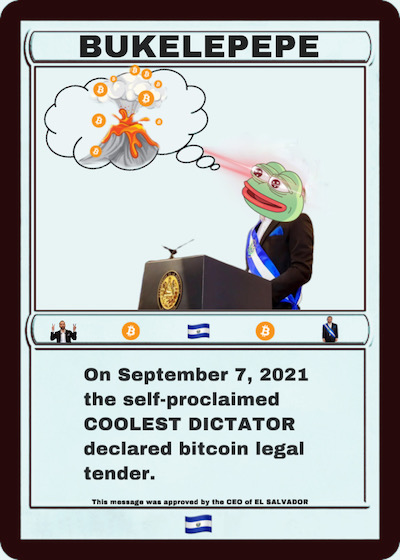 BUKELEPEPE
On September 7, 2021
the self-proclaimed
COOLEST DICTATOR
declared bitcoin legal
tender.
This message was approved by the CEO of EL SALVADOR